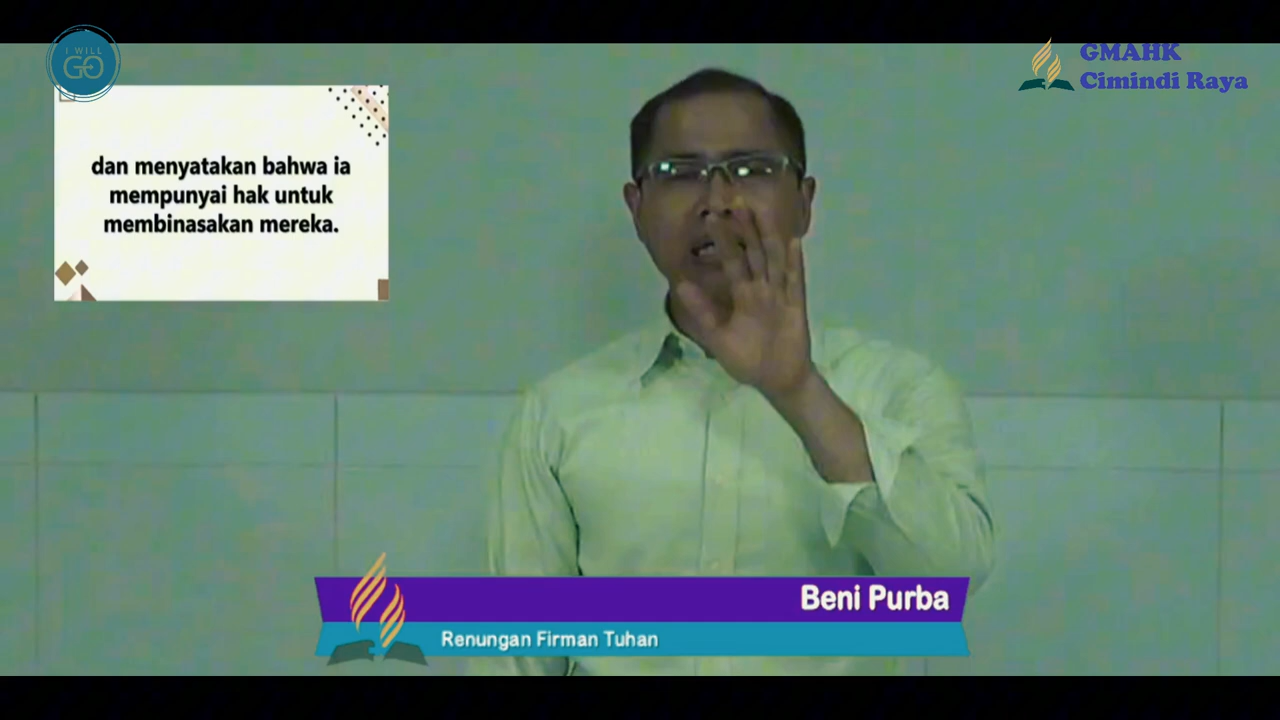 I WILL
GO
GMAHK
Cimindi Raya
dan menyatakan bahwa ia
mempunyai hak untuk
membinasakan mereka.
Beni Purba
Renungan Firman Tuhan